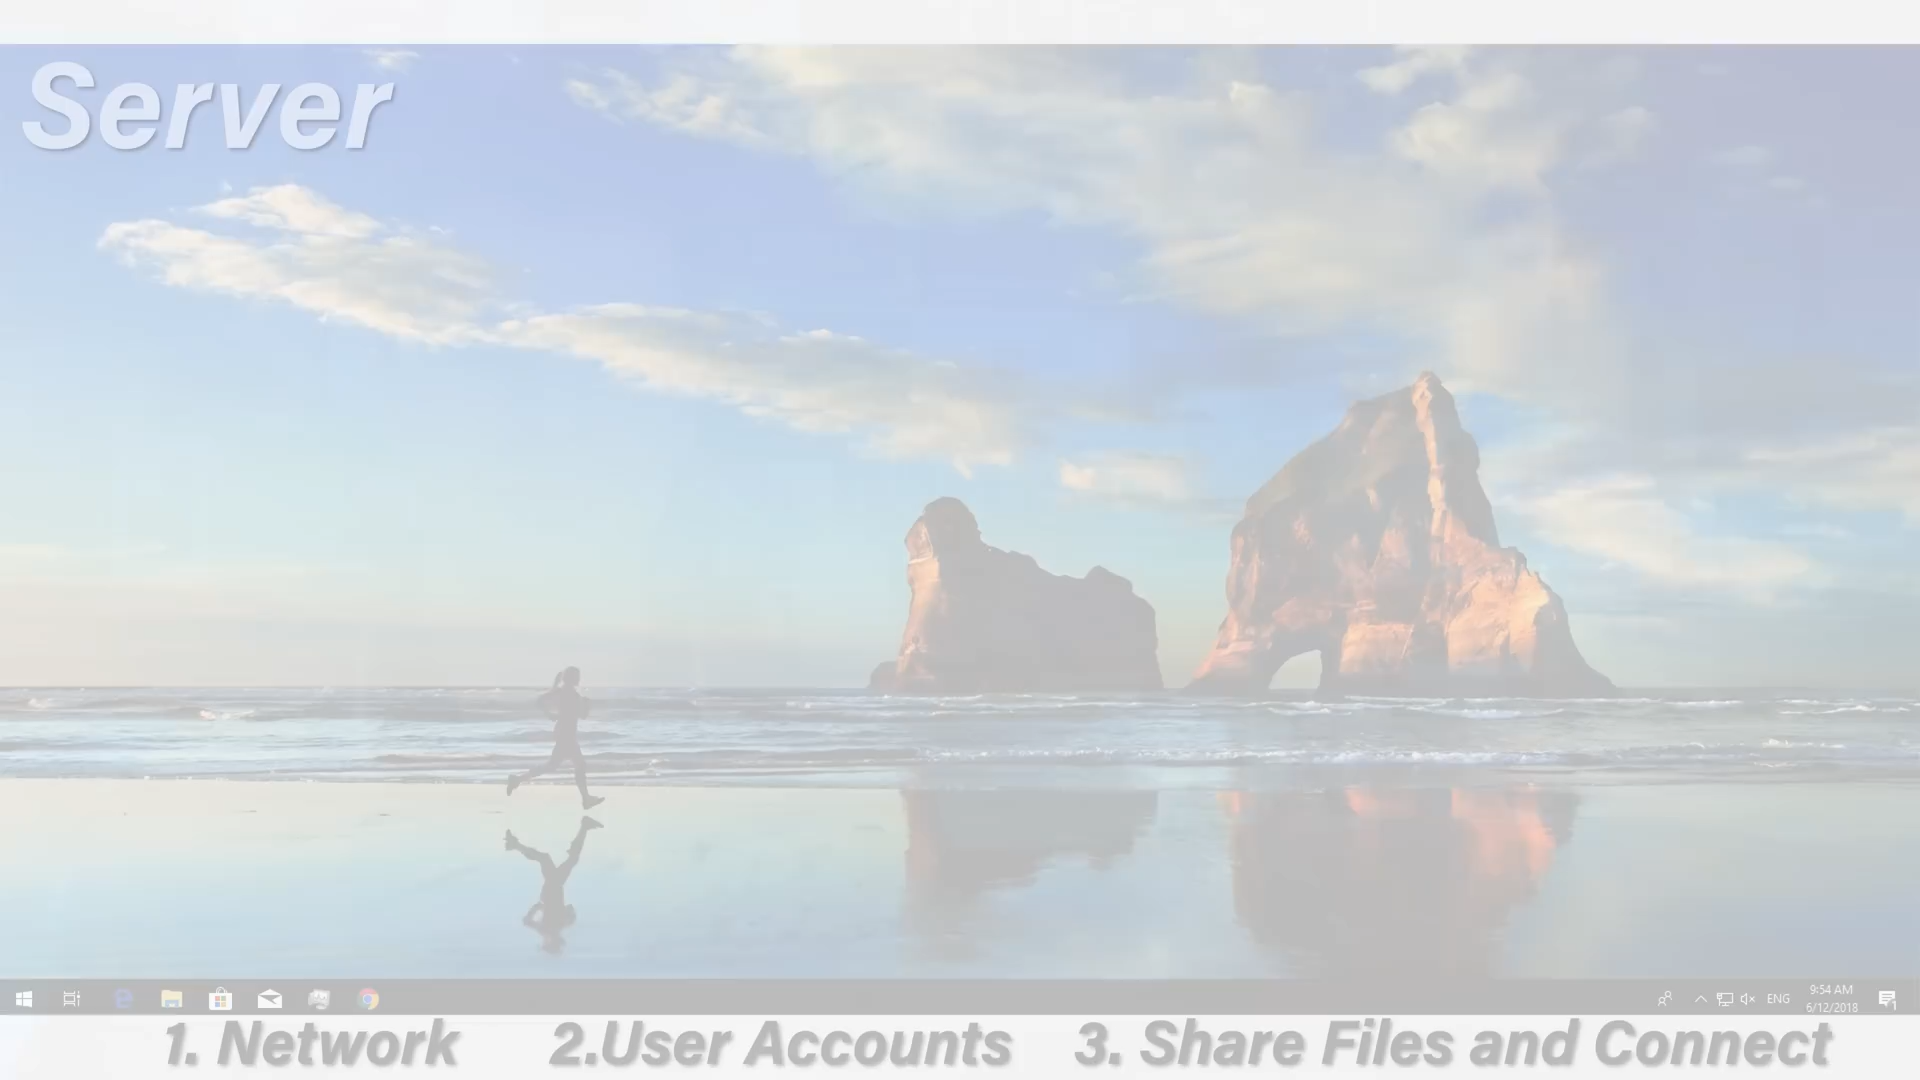 Server
ENG
9:54 AM
6/12/2018
1. Network
2.User Accounts
3. Share Files and Connect